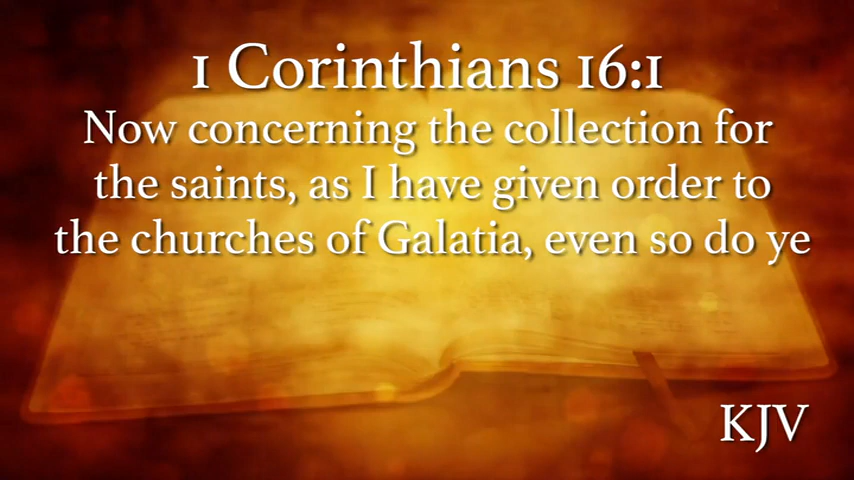 1 Corinthians 16:1
Now concerning the collection for
the saints, as I have given order to
the churches of Galatia, even so do ye
KJV